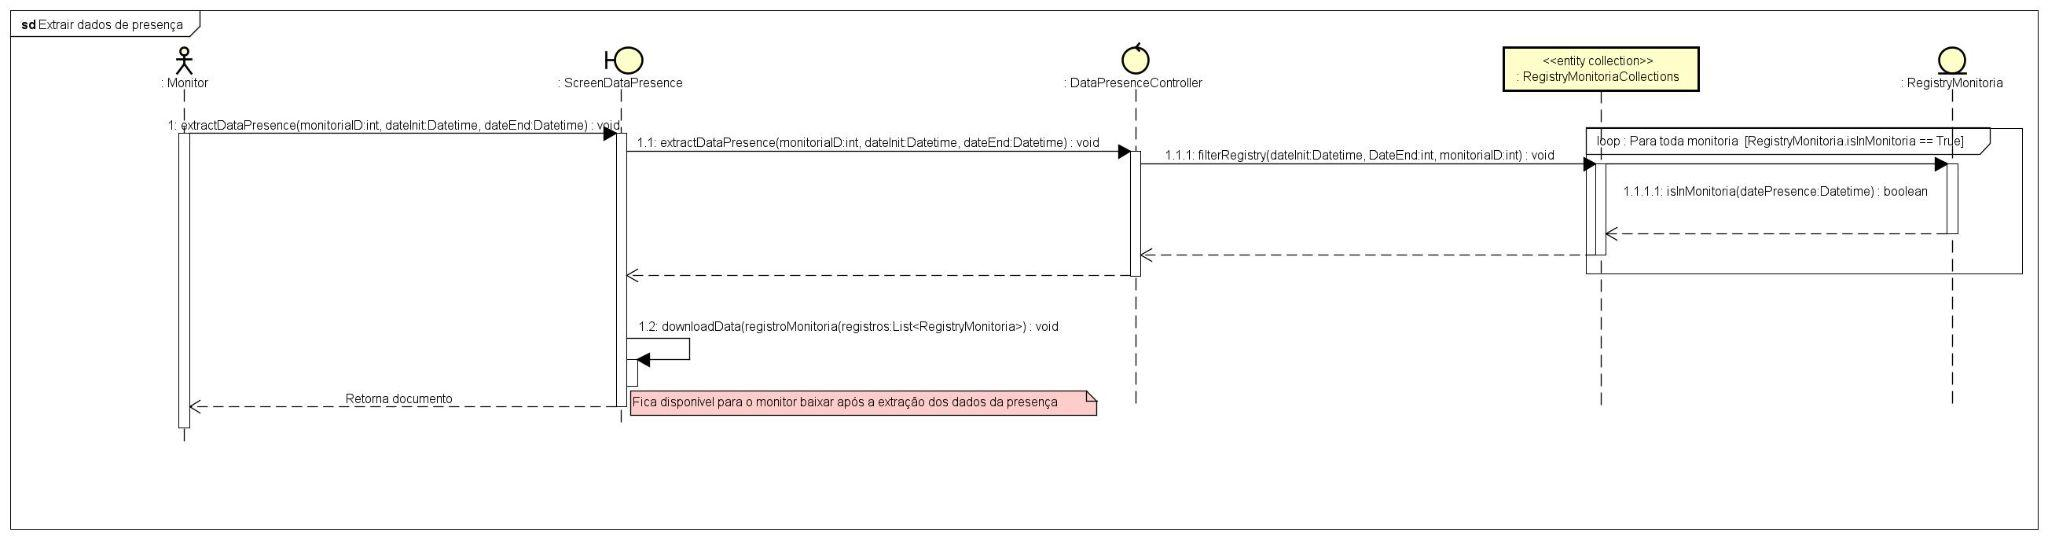 sd Extrair dados de presença
: Monitor
: ScreenDataPresence
: DataPresenceController
<<entity collection>>
: RegistryMonitoriaCollections
: RegistryMonitoria
1: extractDataPresence(monitoriaID:int, dateInit:Datetime, dateEnd:Datetime) : void
1.1: extractDataPresence(monitoriaID:int, dateInit:Datetime, dateEnd:Datetime) : void
loop : Para toda monitoria [RegistryMonitoria.isInMonitoria == True]
1.1.1: filterRegistry(dateInit:Datetime, DateEnd:int, monitoriaID:int) : void
1.1.1.1: isInMonitoria(datePresence:Datetime) : boolean
1.2: downloadData(registroMonitoria(registros:List<RegistryMonitoria>) : void
Retorna documento
Fica disponível para o monitor baixar após a extração dos dados da presença